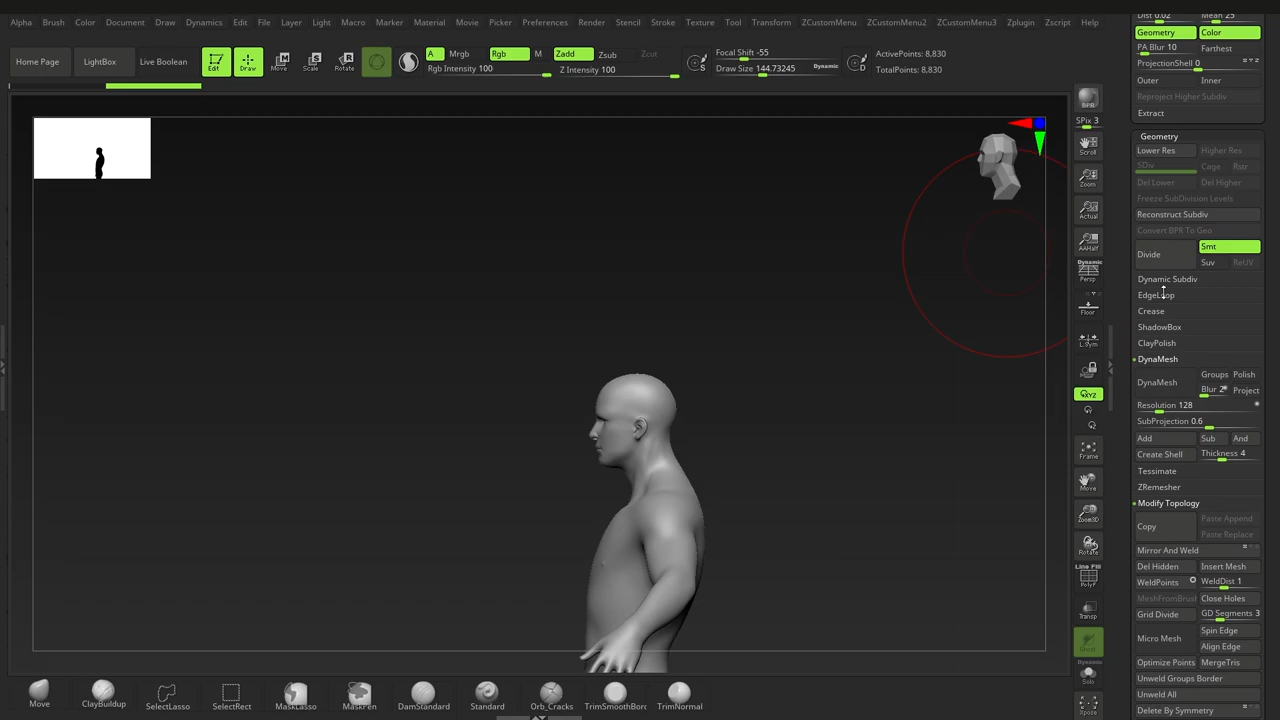 Alpha Brush Color Document Draw Dynamics Edit File Layer Light Macro Marker Material Movie Picker Preferences Render Stencil Stroke Texture Tool Transform ZCustomMenu ZCustomMenu2 ZCustomMenu3 Zplugin Zscript Help
Home Page LightBox Live Boolean
Edit Draw Move Scale Rotate
A Mrgb Rgb M Zadd Zsub Zcut
Rgb Intensity 100 Z Intensity 100
S Focal Shift -55
Draw Size 144.73245 Dynamic
D ActivePoints: 8,830
TotalPoints: 8,830
BPR
SPix 3
Scroll
Zoom
Actual
AAHalf
Dynamic
Persp
Floor
L.Sym
XYZ
Frame
Move
Zoom3D
Rotate
Line Fill
PolyF
Transp
Ghost
Dynamic
Solo
Xpose
Dist 0.02 Mean 25
Geometry Color
PA Blur 10 Farthest
ProjectionShell 0
Outer Inner
Reproject Higher Subdiv
Extract
Geometry
Lower Res Higher Res
SDiv Cage Rstr
Del Lower Del Higher
Freeze SubDivision Levels
Reconstruct Subdiv
Convert BPR To Geo
Divide Smt
Suv ReUV
Dynamic Subdiv
EdgeLoop
Crease
ShadowBox
ClayPolish
DynaMesh
DynaMesh Groups Polish
Blur 2 Project
Resolution 128
SubProjection 0.6
Add Sub And
Create Shell Thickness 4
Tessimate
ZRemesher
Modify Topology
Copy Paste Append
Paste Replace
Mirror And Weld
Del Hidden Insert Mesh
WeldPoints WeldDist 1
MeshFromBrush Close Holes
Grid Divide GD Segments 3
Micro Mesh Spin Edge
Align Edge
Optimize Points MergeTris
Unweld Groups Border
Unweld All
Delete By Symmetry
Move ClayBuildup SelectLasso SelectRect MaskLasso MaskPen DamStandard Standard Orb_Cracks TrimSmoothBorc TrimNormal